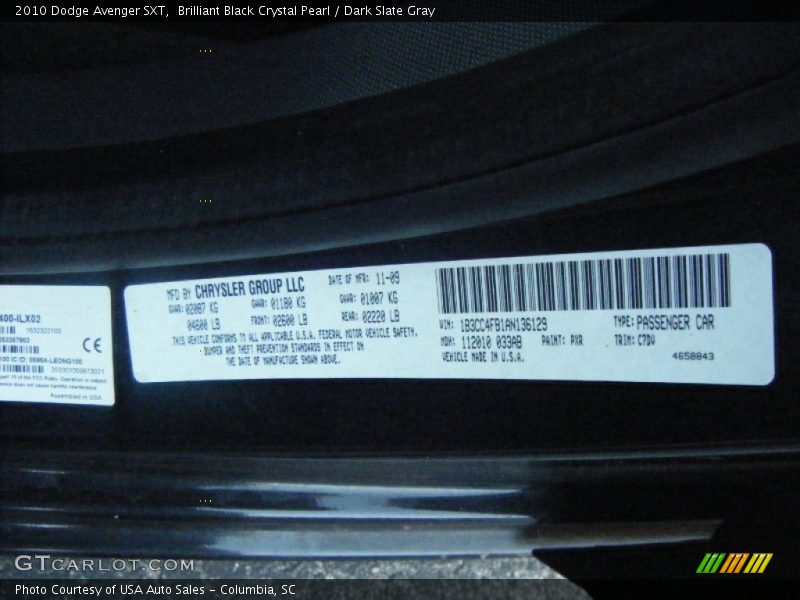 2010 Dodge Avenger SXT,  Brilliant Black Crystal Pearl / Dark Slate Gray
400-ILX02
CE
Assembled in USA
MFD BY CHRYSLER GROUP LLC
DATE OF MFR: 11-09
GVWR: 02087 KG
GAWR: 01180 KG
GAWR: 01007 KG
04600 LB
FRONT: 02600 LB
REAR: 02220 LB
THIS VEHICLE CONFORMS TO ALL APPLICABLE U.S.A. FEDERAL MOTOR VEHICLE SAFETY,
BUMPER AND THEFT PREVENTION STANDARDS IN EFFECT ON
THE DATE OF MANUFACTURE SHOWN ABOVE.
VIN: 1B3CC4FB1AN136129
TYPE: PASSENGER CAR
MDH: 112010 033AB
PAINT: PXR
TRIM: C7DV
VEHICLE MADE IN U.S.A.
4658843
GTCARLOT.COM
Photo Courtesy of USA Auto Sales - Columbia, SC